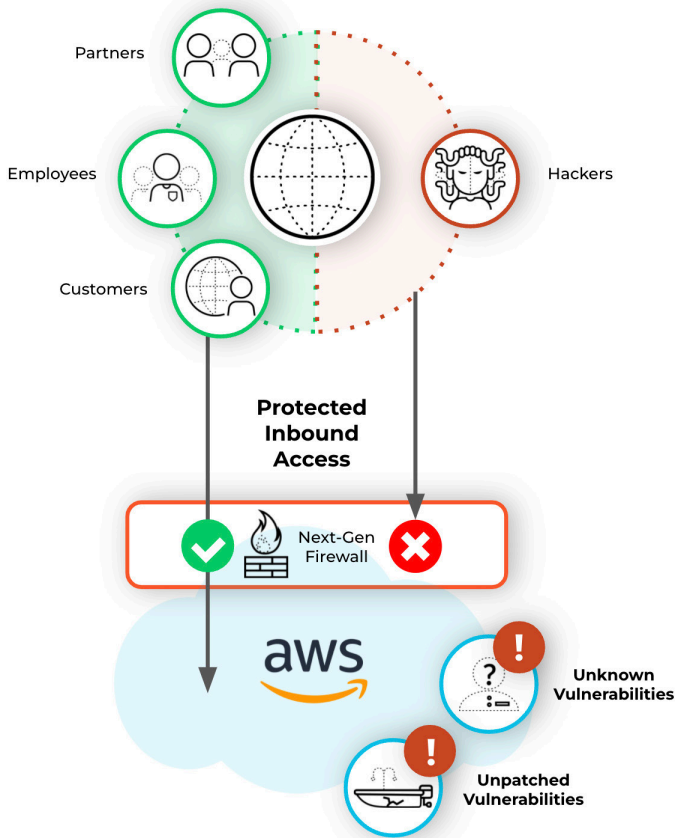 Partners
Employees
Hackers
Customers
Protected
Inbound
Access
Next-Gen
Firewall
aws
!
?
Unknown
Vulnerabilities
!
Unpatched
Vulnerabilities